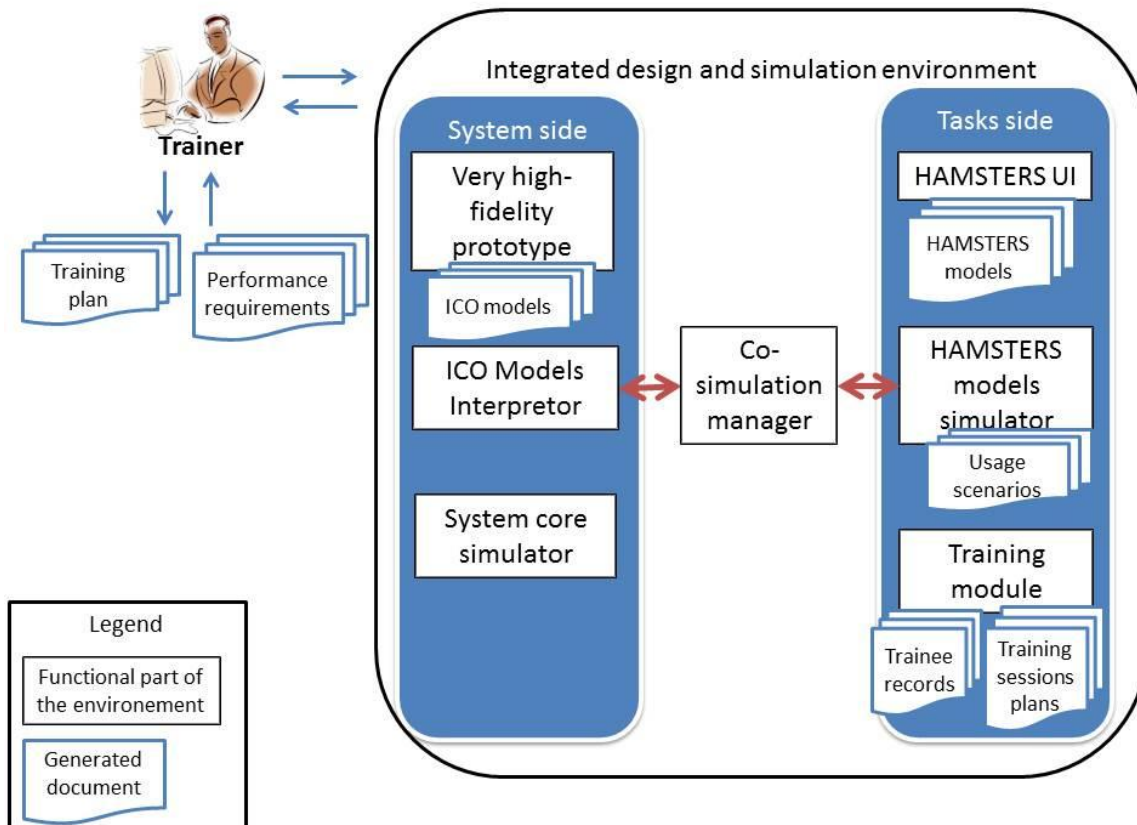 Trainer
Training
plan
Performance
requirements
Integrated design and simulation environment
System side
Very high-
fidelity
prototype
ICO models
ICO Models
Interpretor
System core
simulator
Co-
simulation
manager
Tasks side
HAMSTERS UI
HAMSTERS
models
HAMSTERS
models
simulator
Usage
scenarios
Training
module
Trainee
records
Training
sessions
plans
Legend
Functional part of
the environement
Generated
document